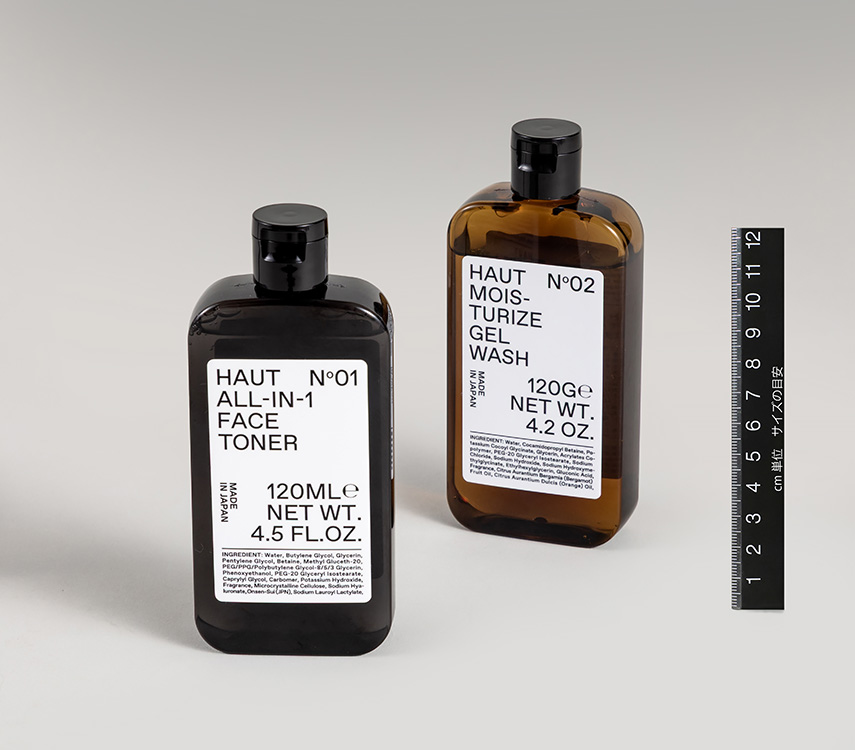 HAUT Nº01
ALL-IN-1
FACE
TONER
MADE
IN JAPAN
120ML℮
NET WT.
4.5 FL.OZ.
INGREDIENT: Water, Butylene Glycol, Glycerin,
Pentylene Glycol, Betaine, Methyl Gluceth-20,
PEG/PPG/Polybutylene Glycol-8/5/3 Glycerin,
Phenoxyethanol, PEG-20 Glyceryl Isostearate,
Caprylyl Glycol, Carbomer, Potassium Hydroxide,
Fragrance, Microcrystalline Cellulose, Sodium Hya-
luronate, Onsen-Sui (JPN), Sodium Lauroyl Lactylate,
HAUT Nº02
MOIS-
TURIZE
GEL
WASH
MADE
IN JAPAN
120G℮
NET WT.
4.2 OZ.
INGREDIENT: Water, Cocamidopropyl Betaine, Po-
tassium Cocoyl Glycinate, Glycerin, Acrylates Co-
polymer, PEG-20 Glyceryl Isostearate, Sodium
Chloride, Sodium Hydroxide, Sodium Hydroxyme-
thylglycinate, Ethylhexylglycerin, Gluconic Acid,
Fragrance, Citrus Aurantium Bergamia (Bergamot)
Fruit Oil, Citrus Aurantium Dulcis (Orange) Oil,
1 2 3 4 5 6 7 8 9 10 11 12
cm 単位 サイズの目安